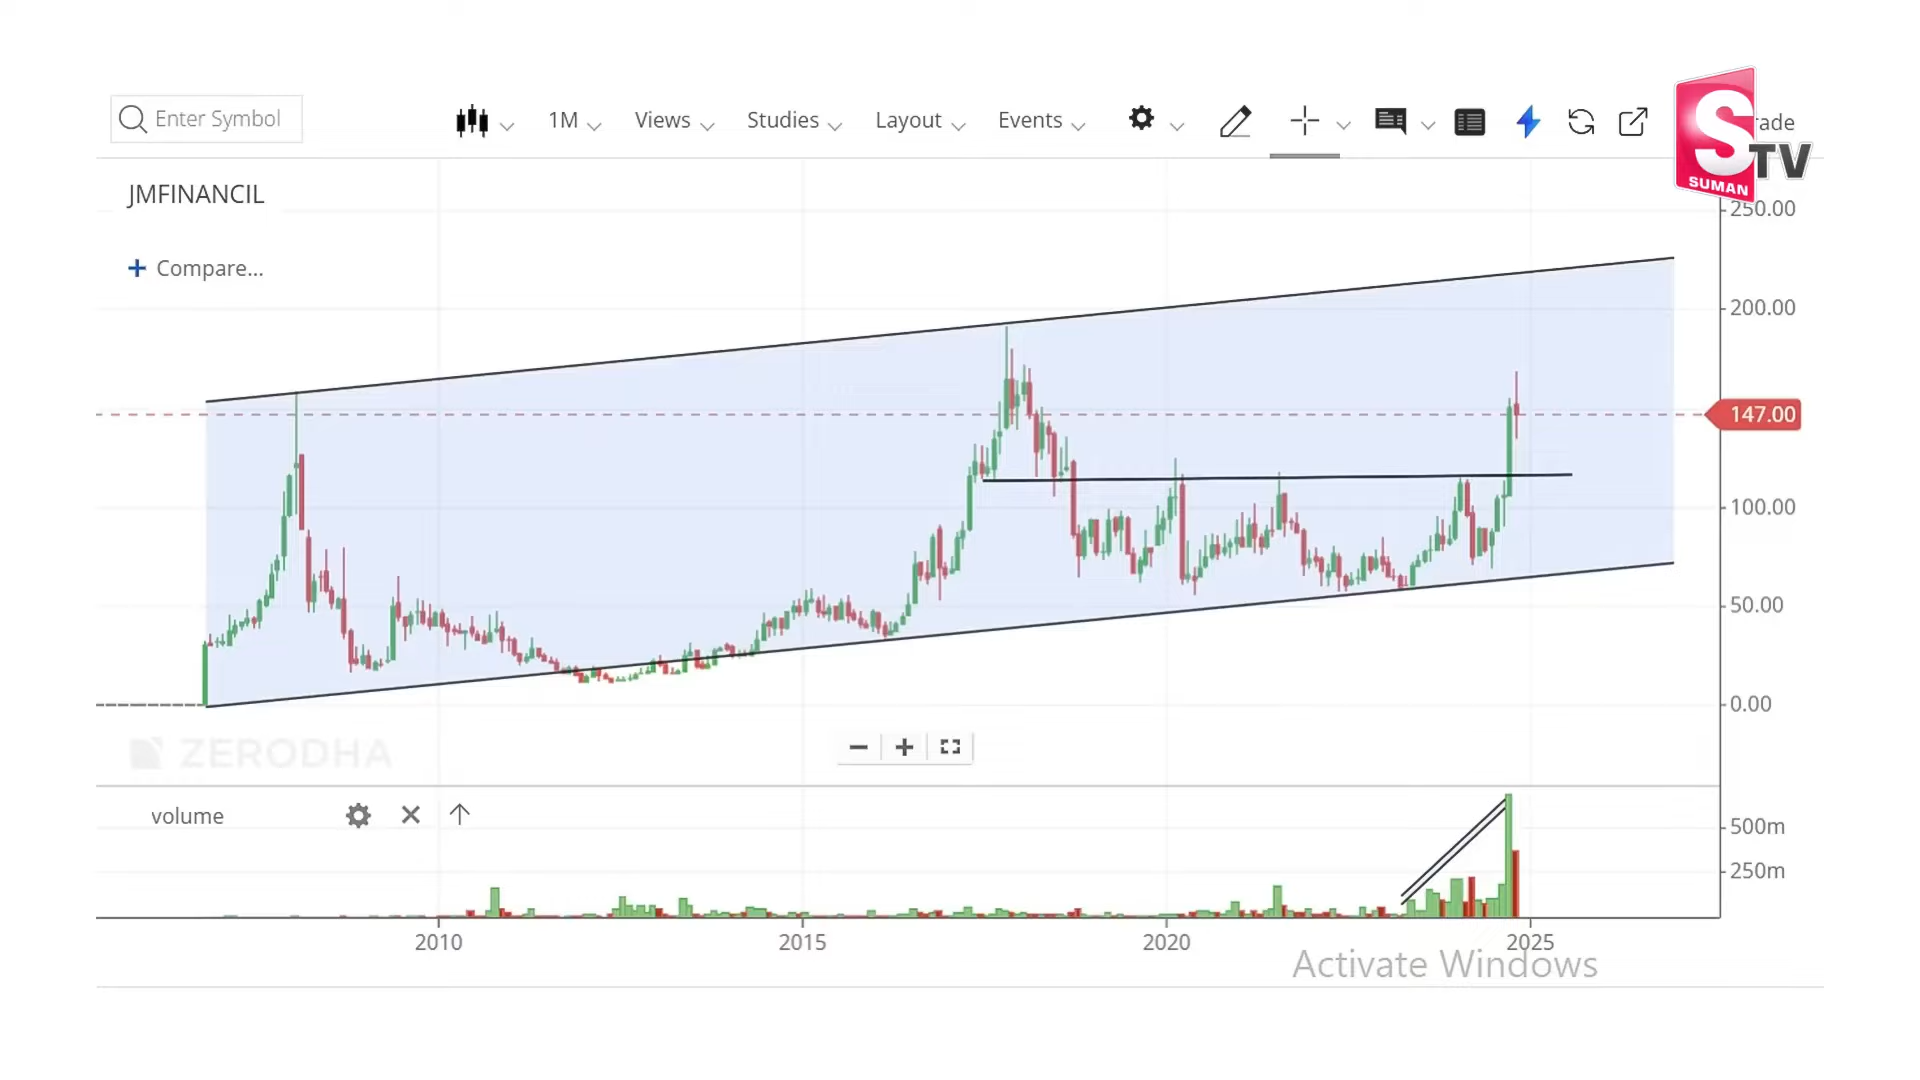 Enter Symbol 1M Views Studies Layout Events rade
S TV
SUMAN
JMFINANCIL
250.00
+ Compare...
200.00
147.00
100.00
50.00
0.00
ZERODHA
volume
500m
250m
2010 2015 2020 2025
Activate Windows